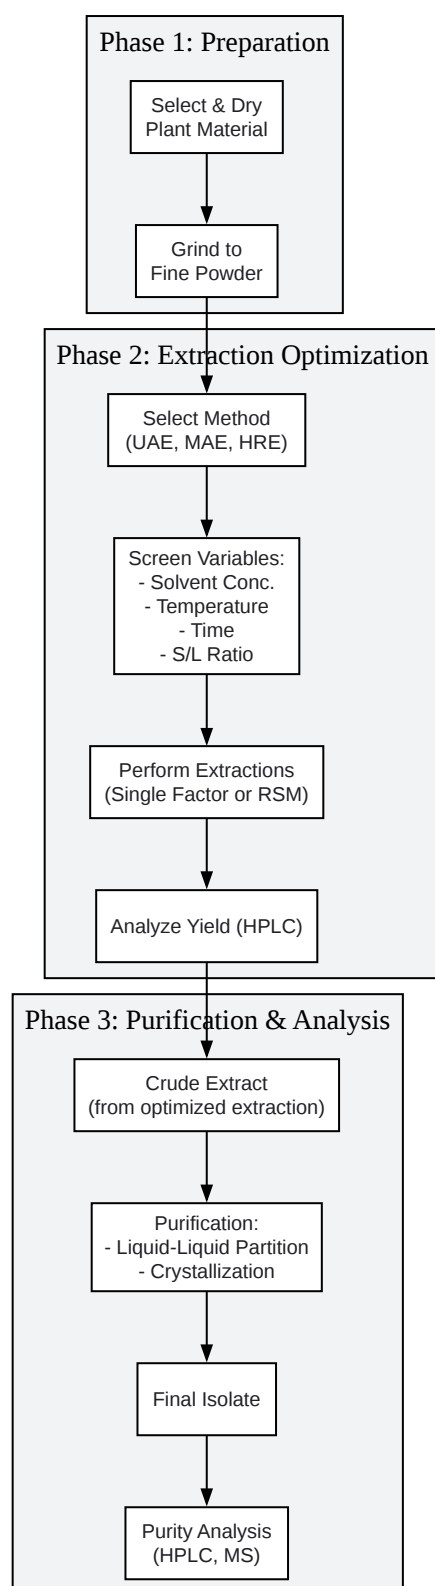 Phase 1: Preparation
Select & Dry
Plant Material
Grind to
Fine Powder
Phase 2: Extraction Optimization
Select Method
(UAE, MAE, HRE)
Screen Variables:
- Solvent Conc.
- Temperature
- Time
- S/L Ratio
Perform Extractions
(Single Factor or RSM)
Analyze Yield (HPLC)
Phase 3: Purification & Analysis
Crude Extract
(from optimized extraction)
Purification:
- Liquid-Liquid Partition
- Crystallization
Final Isolate
Purity Analysis
(HPLC, MS)